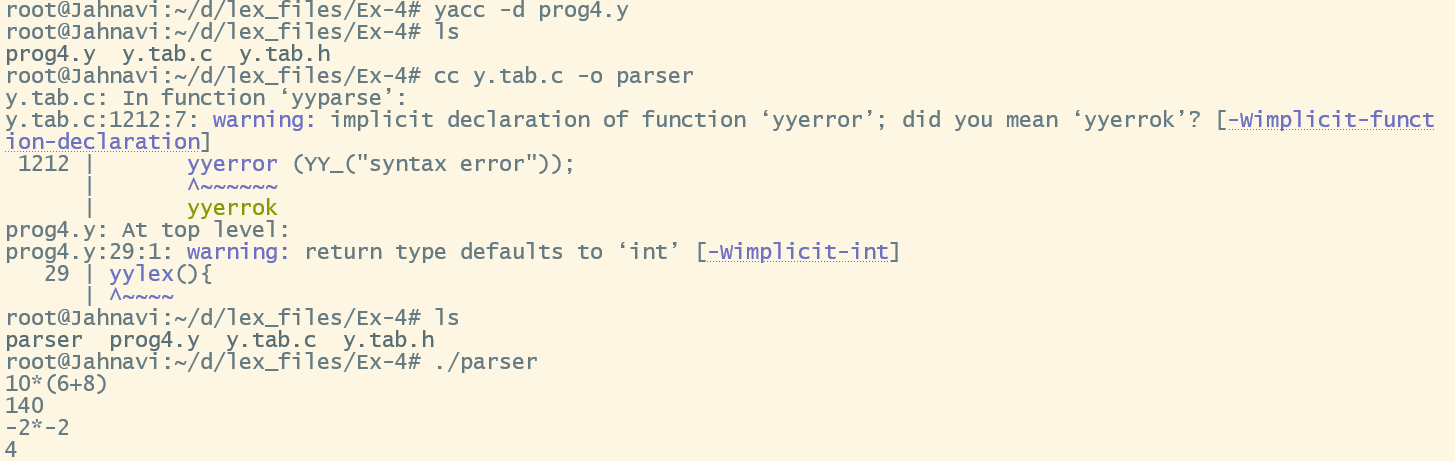 root@Jahnavi:~/d/lex_files/Ex-4# yacc -d prog4.y
root@Jahnavi:~/d/lex_files/Ex-4# ls
prog4.y  y.tab.c  y.tab.h
root@Jahnavi:~/d/lex_files/Ex-4# cc y.tab.c -o parser
y.tab.c: In function ‘yyparse’:
y.tab.c:1212:7: warning: implicit declaration of function ‘yyerror’; did you mean ‘yyerrok’? [-Wimplicit-funct
ion-declaration]
 1212 |       yyerror (YY_("syntax error"));
      |       ^~~~~~~
      |       yyerrok
prog4.y: At top level:
prog4.y:29:1: warning: return type defaults to ‘int’ [-Wimplicit-int]
   29 | yylex(){
      | ^~~~~
root@Jahnavi:~/d/lex_files/Ex-4# ls
parser  prog4.y  y.tab.c  y.tab.h
root@Jahnavi:~/d/lex_files/Ex-4# ./parser
10*(6+8)
140
-2*-2
4